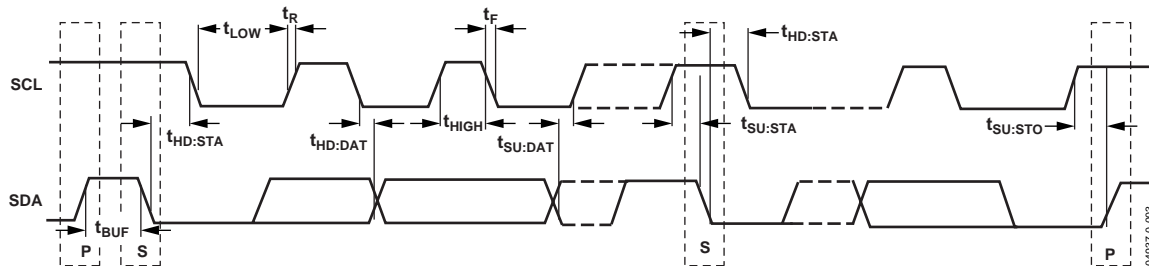 tLOW
tR
tF
tHD:STA
SCL
tHD:STA
tHD:DAT
tHIGH
tSU:DAT
tSU:STA
tSU:STO
SDA
tBUF
P
S
S
P